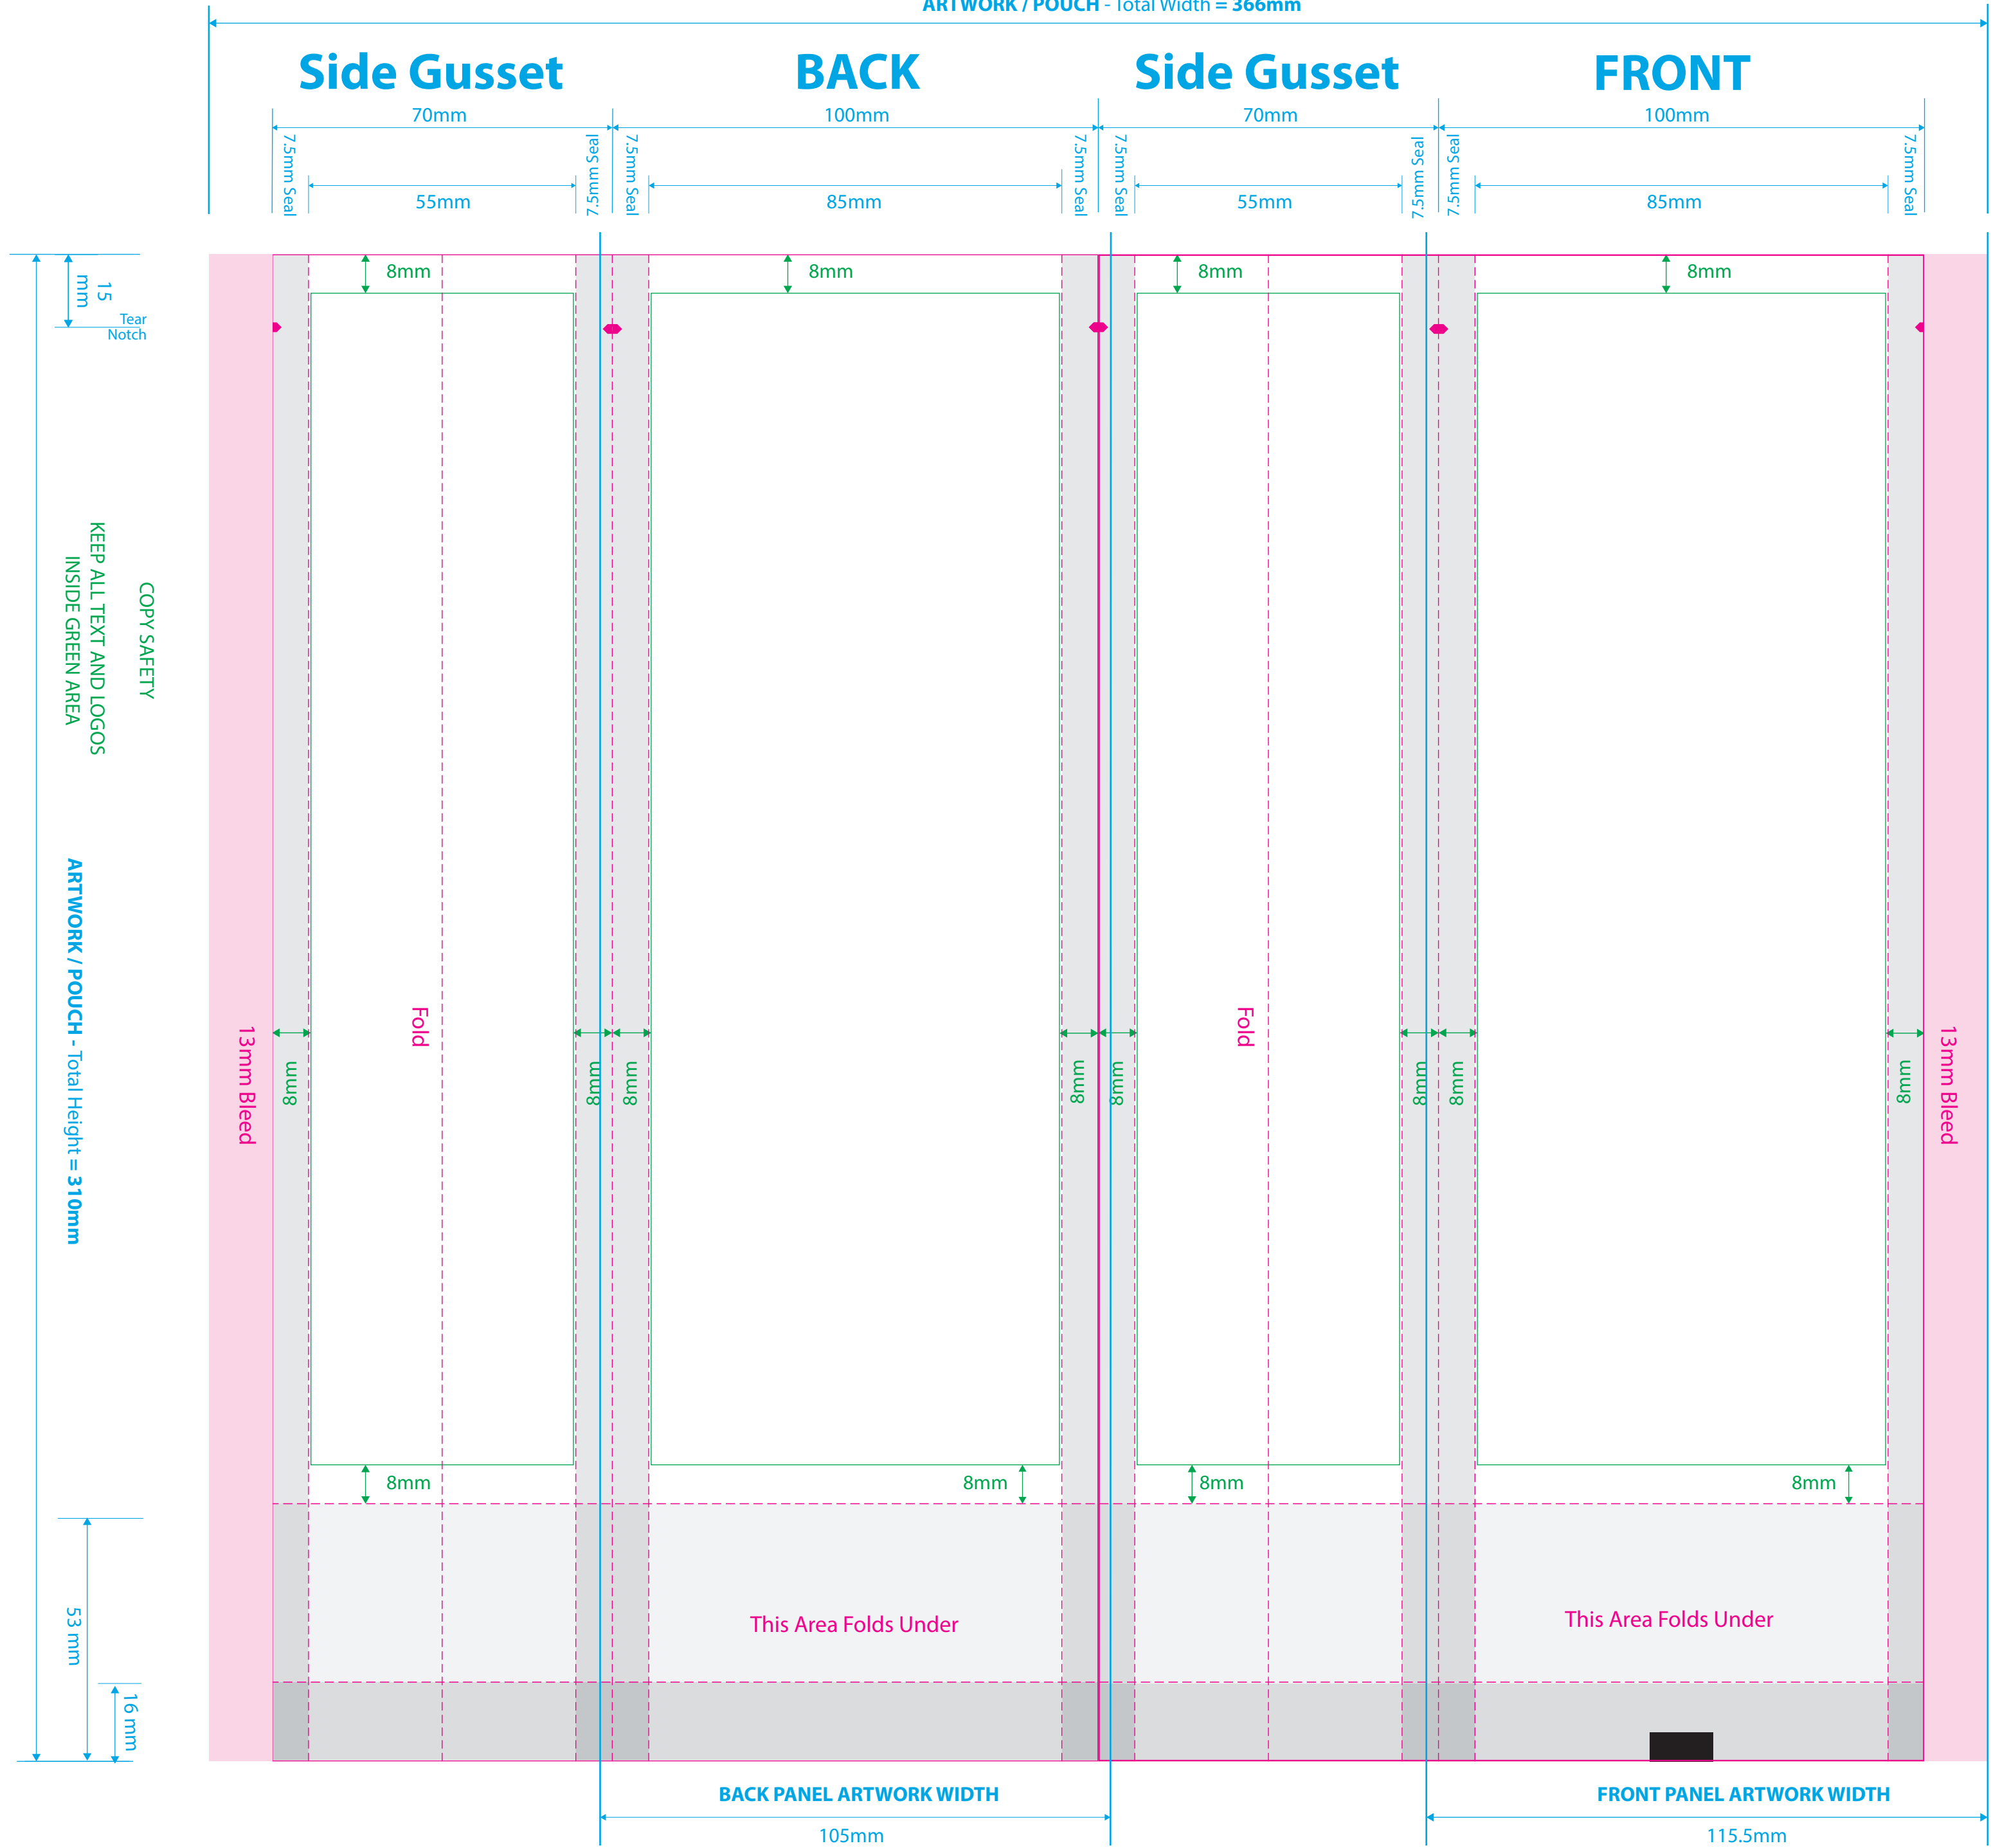 ARTWORK / POUCH - Total Width = 366mm
Side Gusset
BACK
Side Gusset
FRONT
70mm
100mm
70mm
100mm
7.5mm Seal
7.5mm Seal
7.5mm Seal
7.5mm Seal
7.5mm Seal
7.5mm Seal
7.5mm Seal
7.5mm Seal
55mm
85mm
55mm
85mm
15
mm
Tear
Notch
8mm
8mm
8mm
8mm
COPY SAFETY
KEEP ALL TEXT AND LOGOS
INSIDE GREEN AREA
ARTWORK / POUCH - Total Height = 310mm
13mm Bleed
Fold
Fold
13mm Bleed
8mm
8mm
8mm
8mm
8mm
8mm
8mm
8mm
8mm
8mm
8mm
8mm
53 mm
This Area Folds Under
This Area Folds Under
16 mm
BACK PANEL ARTWORK WIDTH
FRONT PANEL ARTWORK WIDTH
105mm
115.5mm